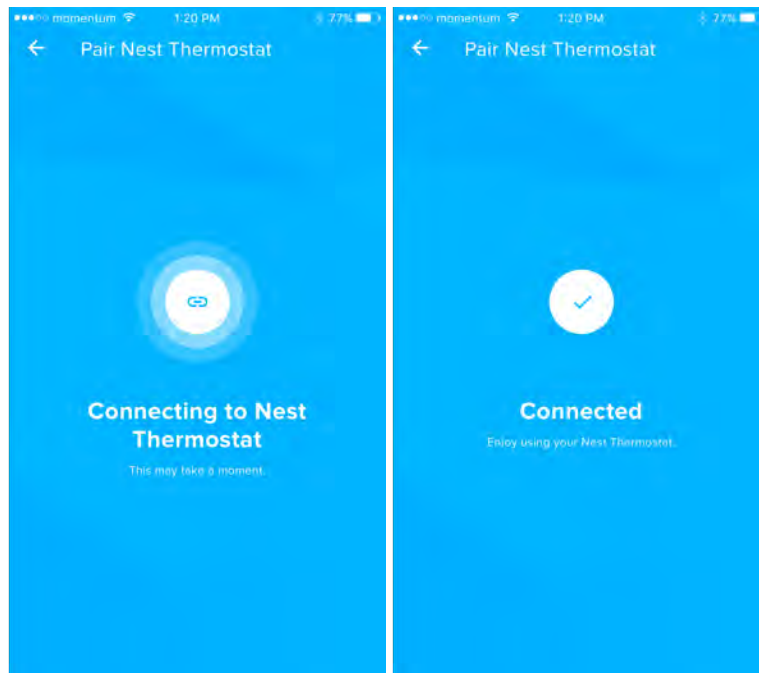 momentum 1:20 PM 77%
Pair Nest Thermostat
Connecting to Nest
Thermostat
This may take a moment.
momentum 1:20 PM 77%
Pair Nest Thermostat
Connected
Enjoy using your Nest Thermostat.